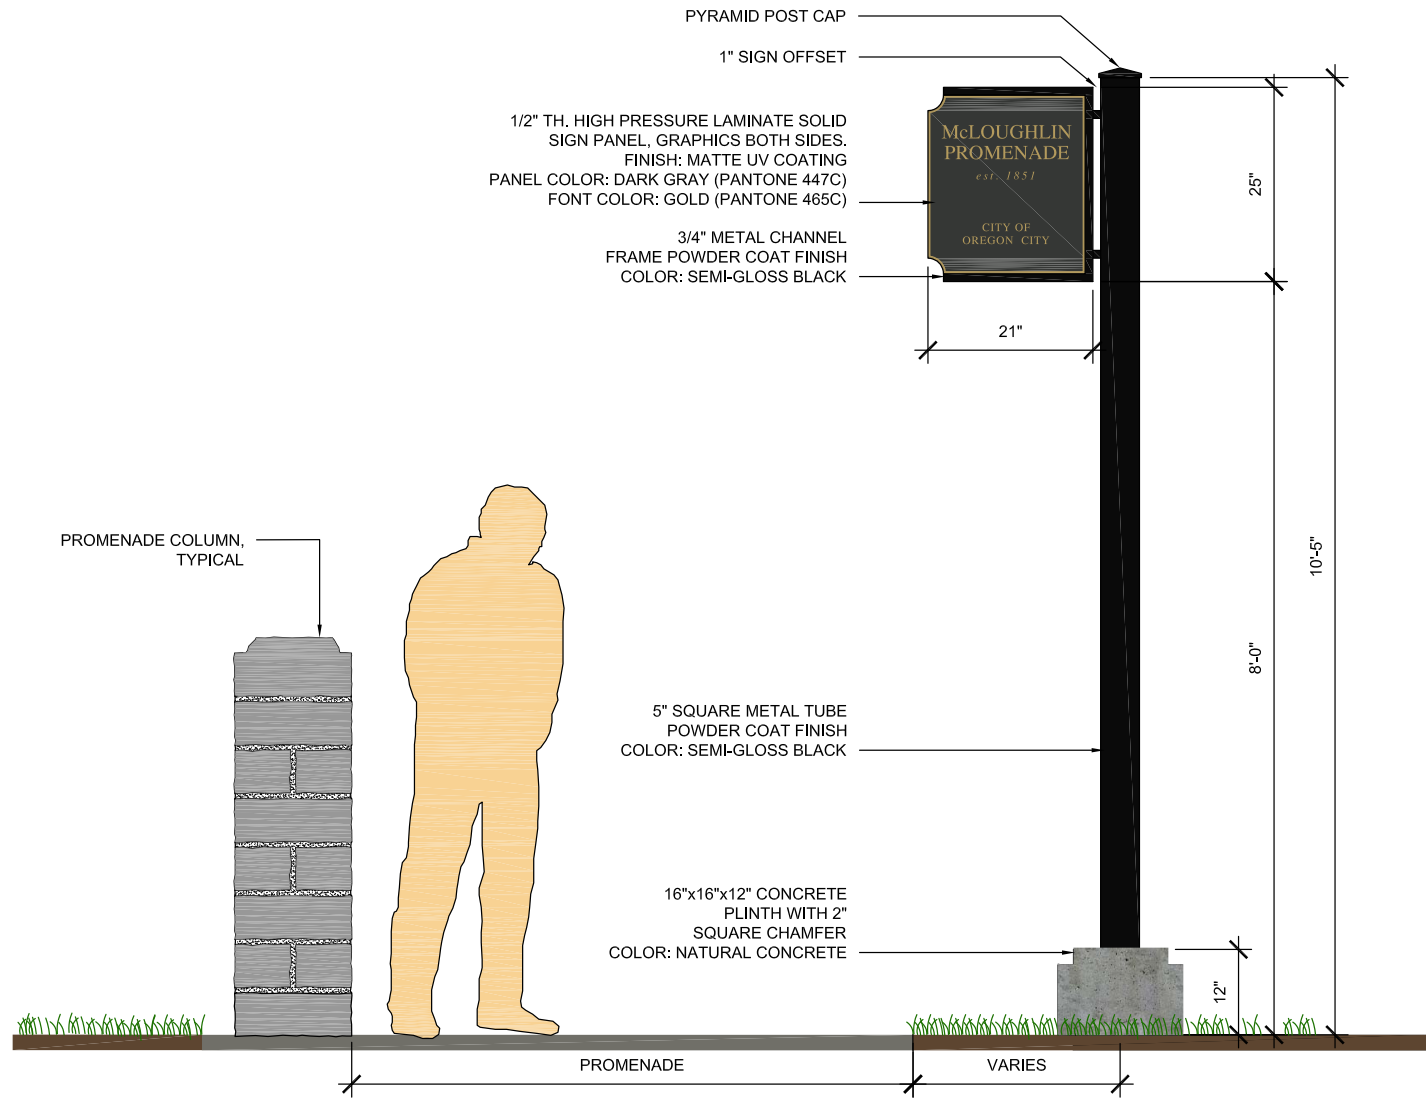 PYRAMID POST CAP
1" SIGN OFFSET
1/2" TH. HIGH PRESSURE LAMINATE SOLID
SIGN PANEL, GRAPHICS BOTH SIDES.
FINISH: MATTE UV COATING
PANEL COLOR: DARK GRAY (PANTONE 447C)
FONT COLOR: GOLD (PANTONE 465C)
3/4" METAL CHANNEL
FRAME POWDER COAT FINISH
COLOR: SEMI-GLOSS BLACK
McLOUGHLIN
PROMENADE
est. 1851
CITY OF
OREGON CITY
25"
21"
10'-5"
8'-0"
PROMENADE COLUMN,
TYPICAL
5" SQUARE METAL TUBE
POWDER COAT FINISH
COLOR: SEMI-GLOSS BLACK
16"x16"x12" CONCRETE
PLINTH WITH 2"
SQUARE CHAMFER
COLOR: NATURAL CONCRETE
12"
PROMENADE
VARIES